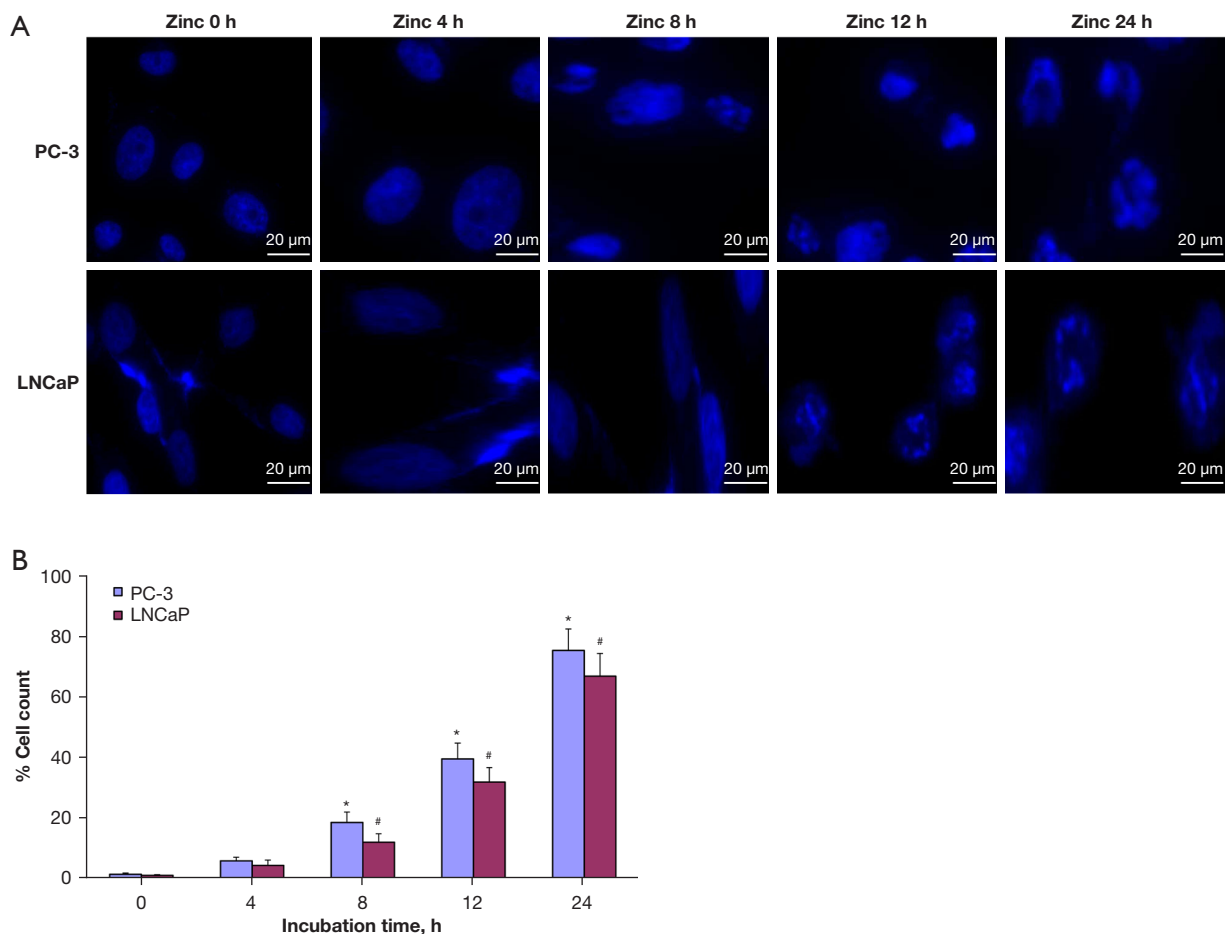 A
Zinc 0 h
Zinc 4 h
Zinc 8 h
Zinc 12 h
Zinc 24 h
PC-3
20 µm
20 µm
20 µm
20 µm
20 µm
LNCaP
20 µm
20 µm
20 µm
20 µm
20 µm
B
% Cell count
100
80
60
40
20
0
PC-3
LNCaP
*
#
*
#
*
#
0
4
8
12
24
Incubation time, h